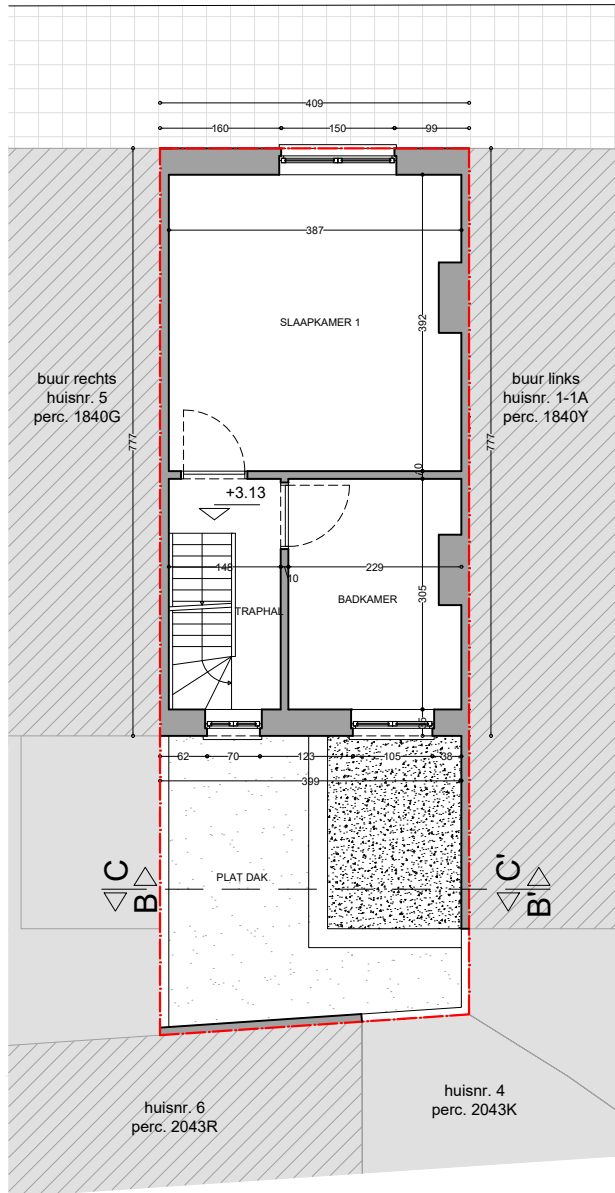 409
160 150 99
387
SLAAPKAMER 1
392
buur rechts
huisnr. 5
perc. 1840G
buur links
huisnr. 1-1A
perc. 1840Y
777
777
10
+3.13
148
10
229
TRAPHAL
BADKAMER
305
35
62 70 123 105 38
399
PLAT DAK
C
B
C'
B'
huisnr. 6
perc. 2043R
huisnr. 4
perc. 2043K